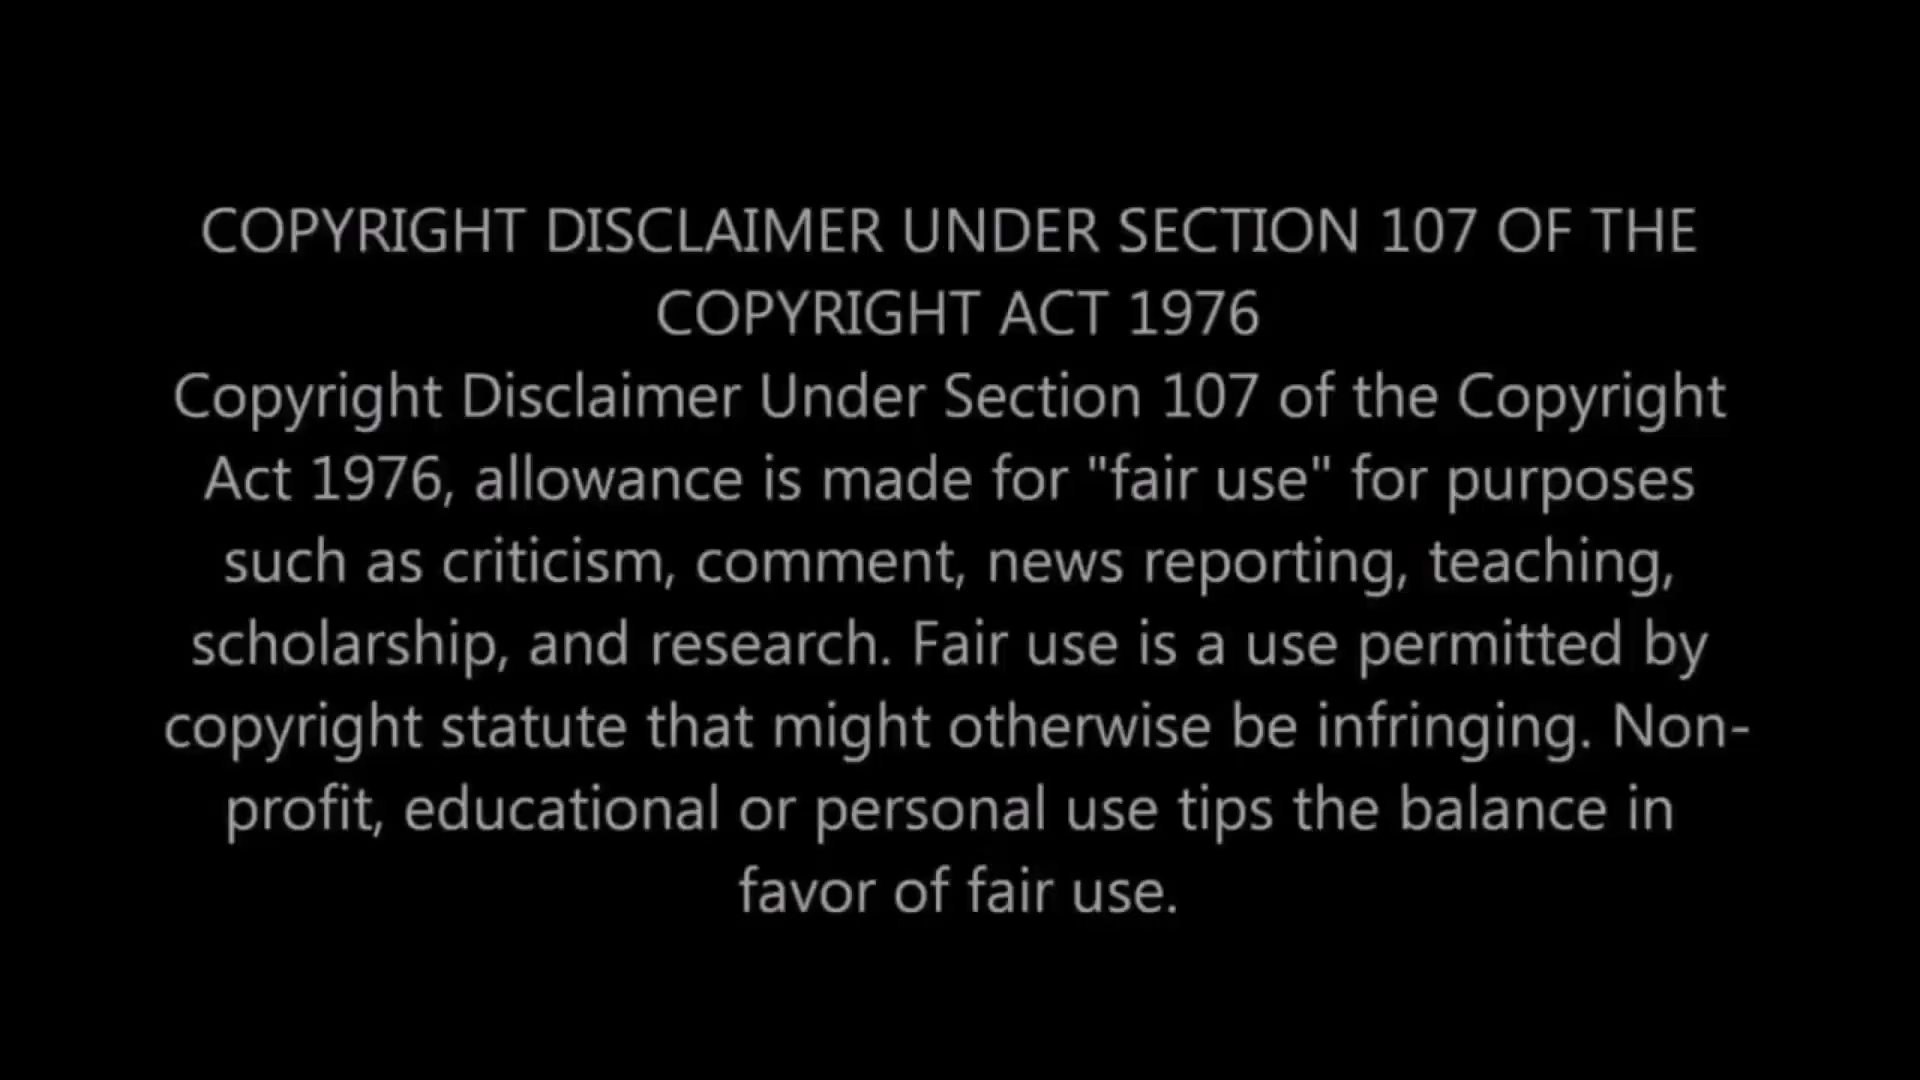 COPYRIGHT DISCLAIMER UNDER SECTION 107 OF THE
COPYRIGHT ACT 1976
Copyright Disclaimer Under Section 107 of the Copyright
Act 1976, allowance is made for "fair use" for purposes
such as criticism, comment, news reporting, teaching,
scholarship, and research. Fair use is a use permitted by
copyright statute that might otherwise be infringing. Non-
profit, educational or personal use tips the balance in
favor of fair use.